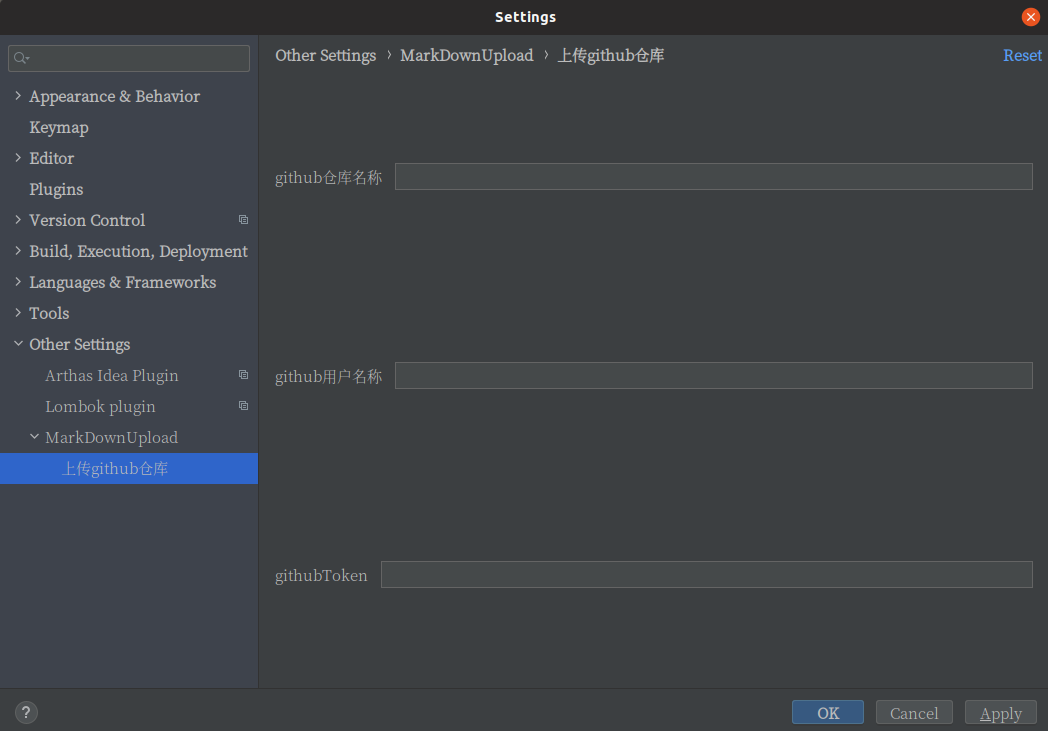 Settings
Other Settings › MarkDownUpload › 上传github仓库
Reset
Appearance & Behavior
Keymap
Editor
Plugins
Version Control
Build, Execution, Deployment
Languages & Frameworks
Tools
Other Settings
Arthas Idea Plugin
Lombok plugin
MarkDownUpload
上传github仓库
github仓库名称
github用户名称
githubToken
?
OK
Cancel
Apply